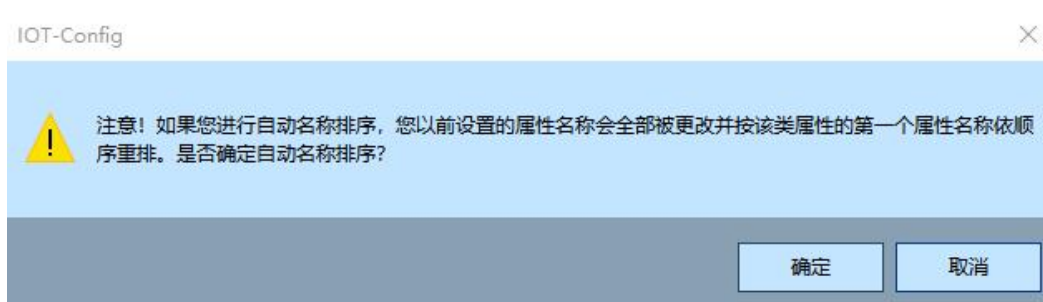 IOT-Config
注意！如果您进行自动名称排序，您以前设置的属性名称会全部被更改并按该类属性的第一个属性名称依顺
序重排。是否确定自动名称排序？
确定
取消